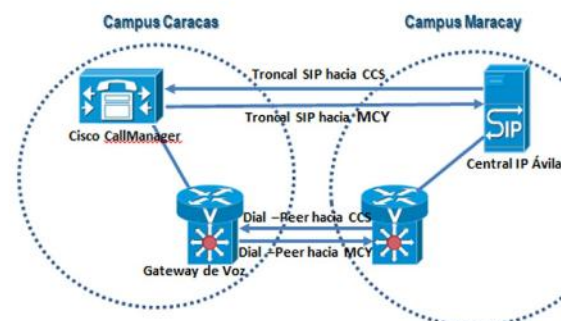 Campus Caracas
Campus Maracay
Troncal SIP hacia CCS
Troncal SIP hacia MCY
Cisco CallManager
SIP
Central IP Ávila
V
V
Dial –Peer hacia CCS
Dial –Peer hacia MCY
Gateway de Voz